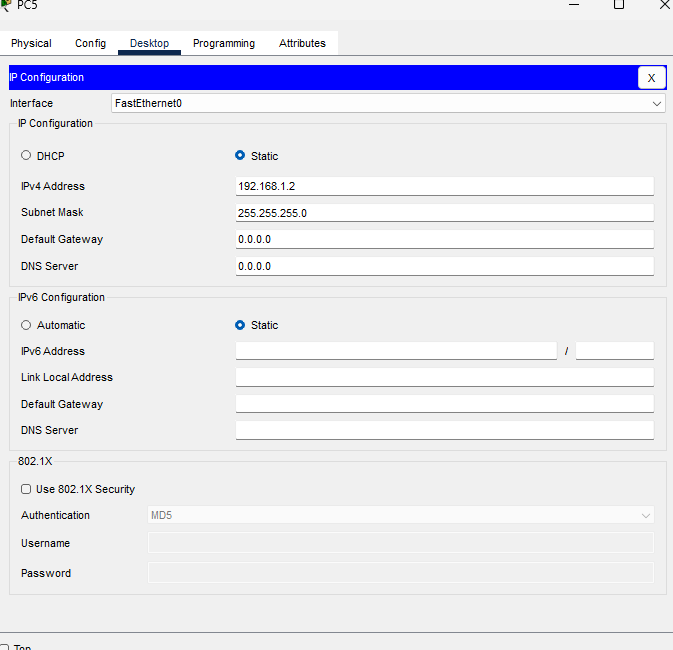 PC5
Physical Config Desktop Programming Attributes
IP Configuration X
Interface FastEthernet0
IP Configuration
DHCP Static
IPv4 Address 192.168.1.2
Subnet Mask 255.255.255.0
Default Gateway 0.0.0.0
DNS Server 0.0.0.0
IPv6 Configuration
Automatic Static
IPv6 Address /
Link Local Address
Default Gateway
DNS Server
802.1X
Use 802.1X Security
Authentication MD5
Username
Password
Top